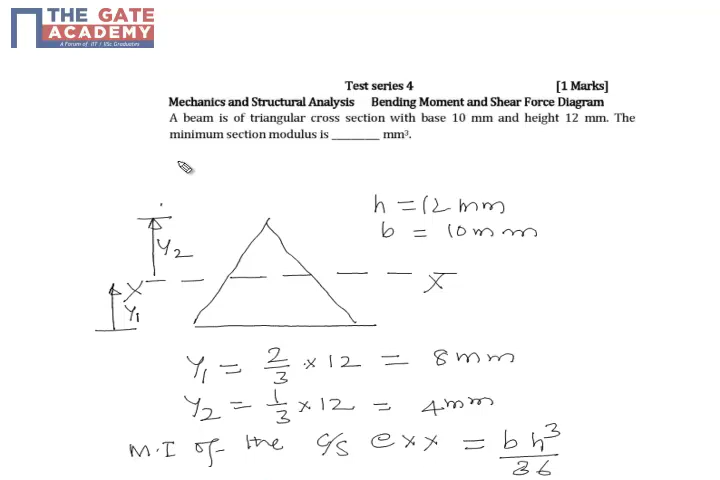 THE GATE
ACADEMY
A Forum of IIT / IISc Graduates
Test series 4 [1 Marks]
Mechanics and Structural Analysis Bending Moment and Shear Force Diagram
A beam is of triangular cross section with base 10 mm and height 12 mm. The
minimum section modulus is ________ mm³.
h = 12 mm
b = 10 mm
Y2
X X
Y1
Y1 = 2/3 × 12 = 8 mm
Y2 = 1/3 × 12 = 4 mm
M.I of the c/s @ xx = bh³/36